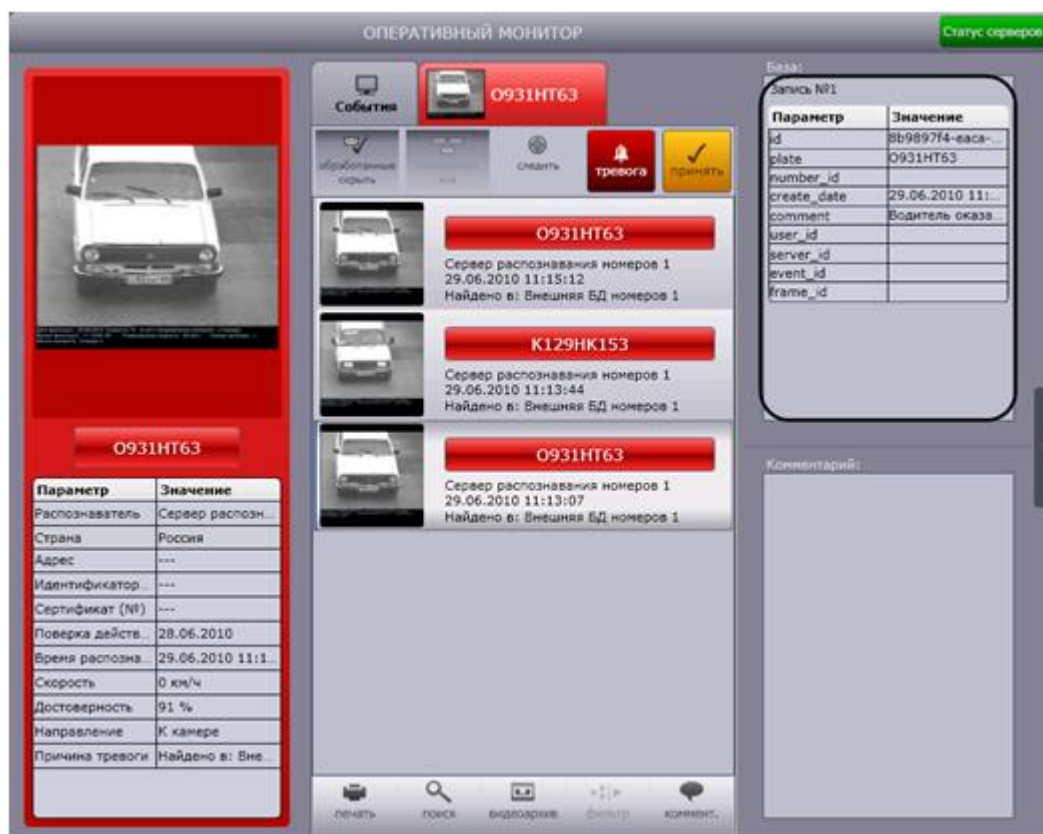 ОПЕРАТИВНЫЙ МОНИТОР
Статус серверов
О931НТ63
Параметр Значение
Распознаватель Сервер распозн...
Страна Россия
Адрес ---
Идентификатор... ---
Сертификат (№) ---
Поверка действ... 28.06.2010
Время распозна... 29.06.2010 11:1...
Скорость 0 км/ч
Достоверность 91 %
Направление К камере
Причина тревоги Найдено в: Вне...
События
О931НТ63
обработанные
скрыть
все
следить
тревога
принять
О931НТ63
Сервер распознавания номеров 1
29.06.2010 11:15:12
Найдено в: Внешняя БД номеров 1
К129НК153
Сервер распознавания номеров 1
29.06.2010 11:13:44
Найдено в: Внешняя БД номеров 1
О931НТ63
Сервер распознавания номеров 1
29.06.2010 11:13:07
Найдено в: Внешняя БД номеров 1
печать
поиск
видеоархив
фильтр
коммент.
База:
Запись №1
Параметр Значение
id 8b9897f4-eaca-...
plate О931НТ63
number_id
create_date 29.06.2010 11:...
comment Водитель оказа...
user_id
server_id
event_id
frame_id
Комментарий: